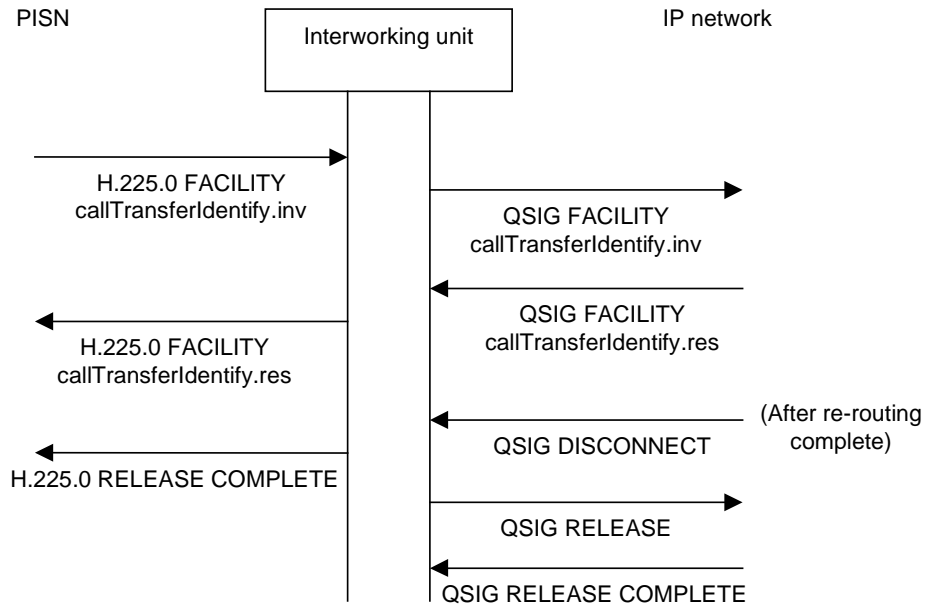 PISN
IP network
Interworking unit
H.225.0 FACILITY
callTransferIdentify.inv
QSIG FACILITY
callTransferIdentify.inv
QSIG FACILITY
callTransferIdentify.res
H.225.0 FACILITY
callTransferIdentify.res
(After re-routing
complete)
QSIG DISCONNECT
H.225.0 RELEASE COMPLETE
QSIG RELEASE
QSIG RELEASE COMPLETE